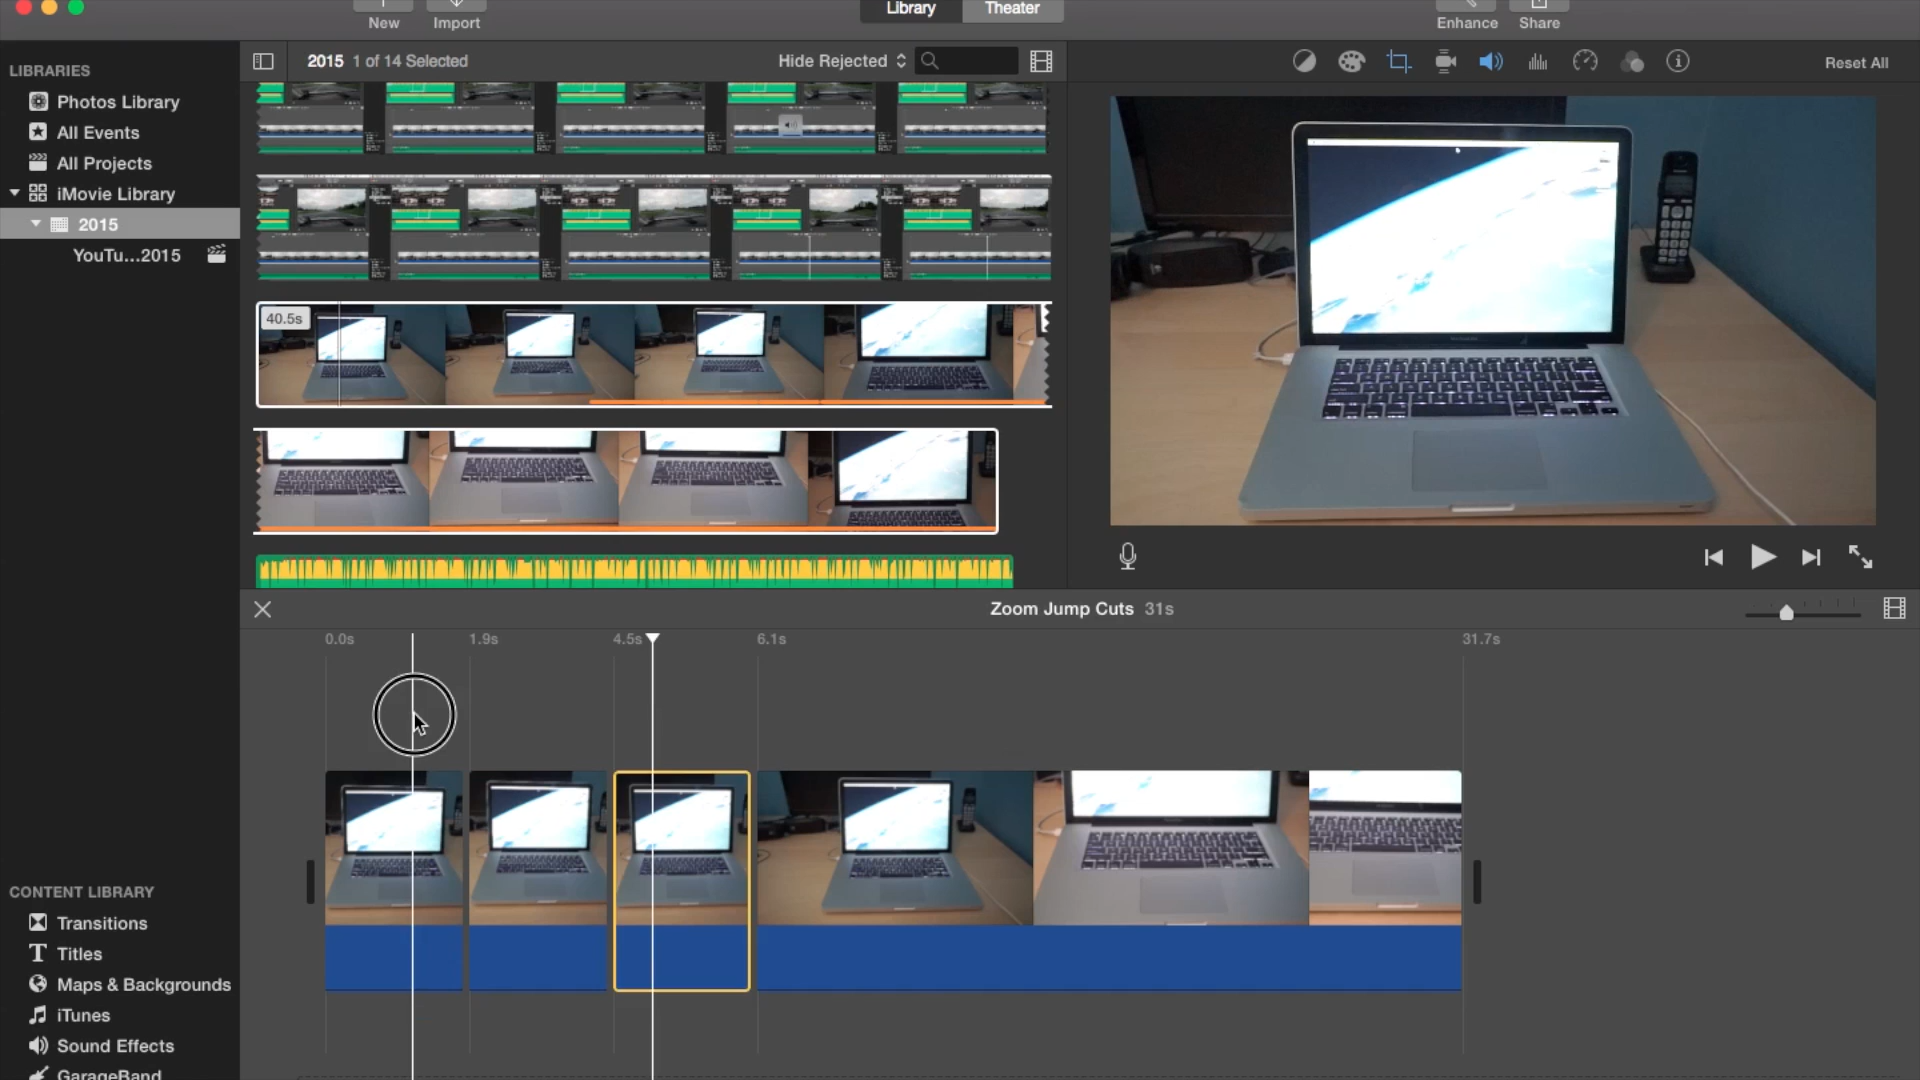 New
Import
Library
Theater
Enhance
Share
LIBRARIES
2015 1 of 14 Selected
Hide Rejected
Reset All
Photos Library
All Events
All Projects
iMovie Library
2015
YouTu...2015
40.5s
Zoom Jump Cuts 31s
0.0s
1.9s
4.5s
6.1s
31.7s
CONTENT LIBRARY
Transitions
Titles
Maps & Backgrounds
iTunes
Sound Effects
GarageBand